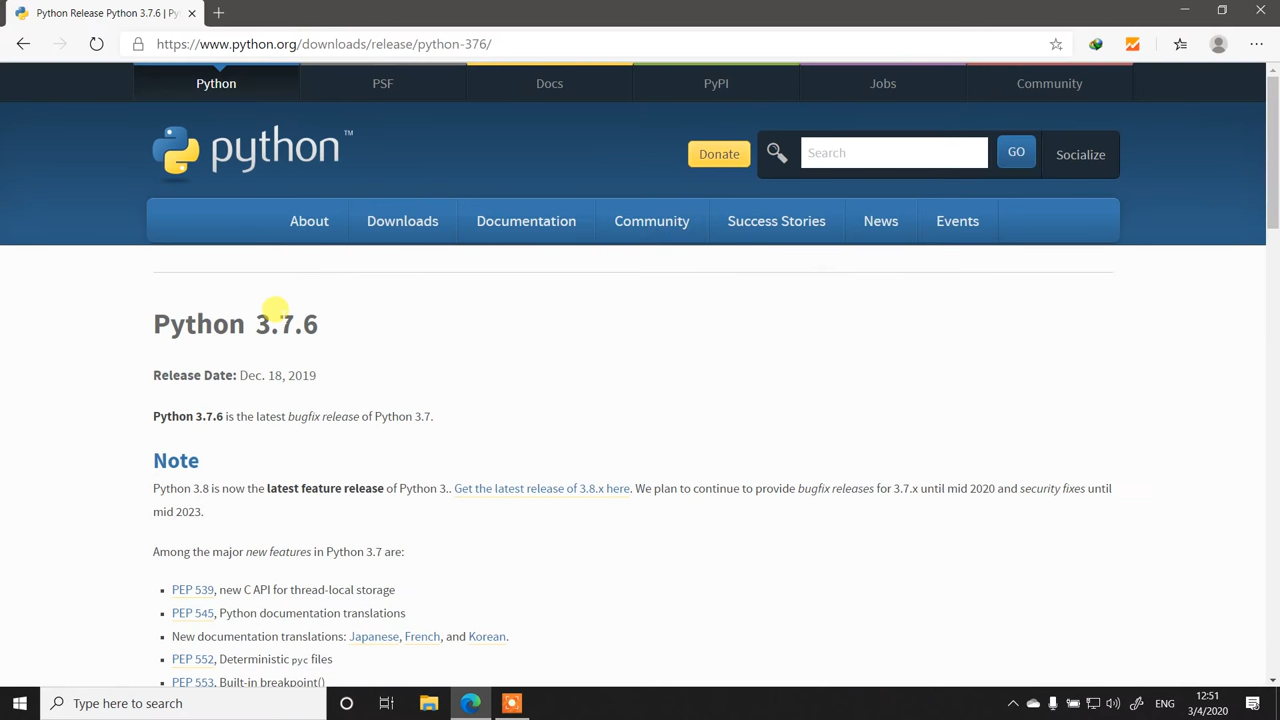 Python Release Python 3.7.6 | Py
https://www.python.org/downloads/release/python-376/
Python PSF Docs PyPI Jobs Community
python™
Donate Search GO Socialize
About Downloads Documentation Community Success Stories News Events
Python 3.7.6
Release Date: Dec. 18, 2019
Python 3.7.6 is the latest bugfix release of Python 3.7.
Note
Python 3.8 is now the latest feature release of Python 3.. Get the latest release of 3.8.x here. We plan to continue to provide bugfix releases for 3.7.x until mid 2020 and security fixes until
mid 2023.
Among the major new features in Python 3.7 are:
PEP 539, new C API for thread-local storage
PEP 545, Python documentation translations
New documentation translations: Japanese, French, and Korean.
PEP 552, Deterministic pyc files
PEP 553, Built-in breakpoint()
Type here to search
ENG
12:51
3/4/2020